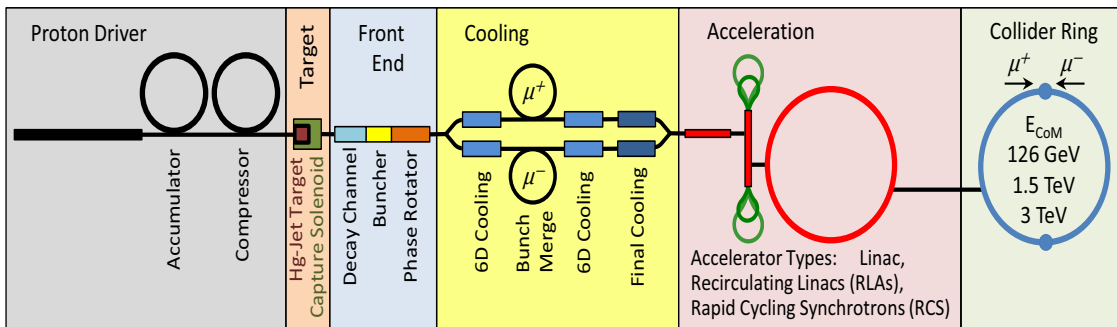 Proton Driver
Accumulator
Compressor
Target
Hg-Jet Target
Capture Solenoid
Front
End
Decay Channel
Buncher
Phase Rotator
Cooling
μ+
μ−
6D Cooling
Bunch
Merge
6D Cooling
Final Cooling
Acceleration
Accelerator Types: Linac,
Recirculating Linacs (RLAs),
Rapid Cycling Synchrotrons (RCS)
Collider Ring
μ+ μ−
ECoM
126 GeV
1.5 TeV
3 TeV